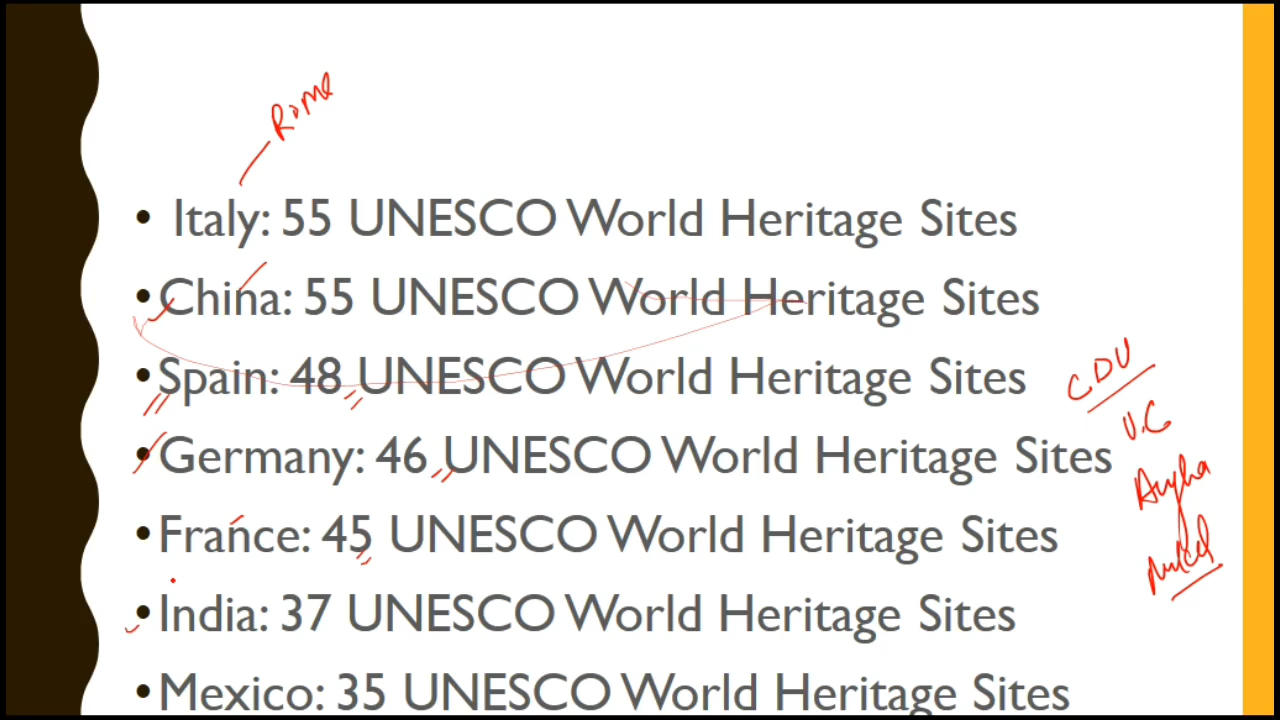 Rome
• Italy: 55 UNESCO World Heritage Sites
• China: 55 UNESCO World Heritage Sites
• Spain: 48 UNESCO World Heritage Sites
• Germany: 46 UNESCO World Heritage Sites
• France: 45 UNESCO World Heritage Sites
• India: 37 UNESCO World Heritage Sites
• Mexico: 35 UNESCO World Heritage Sites
CDU